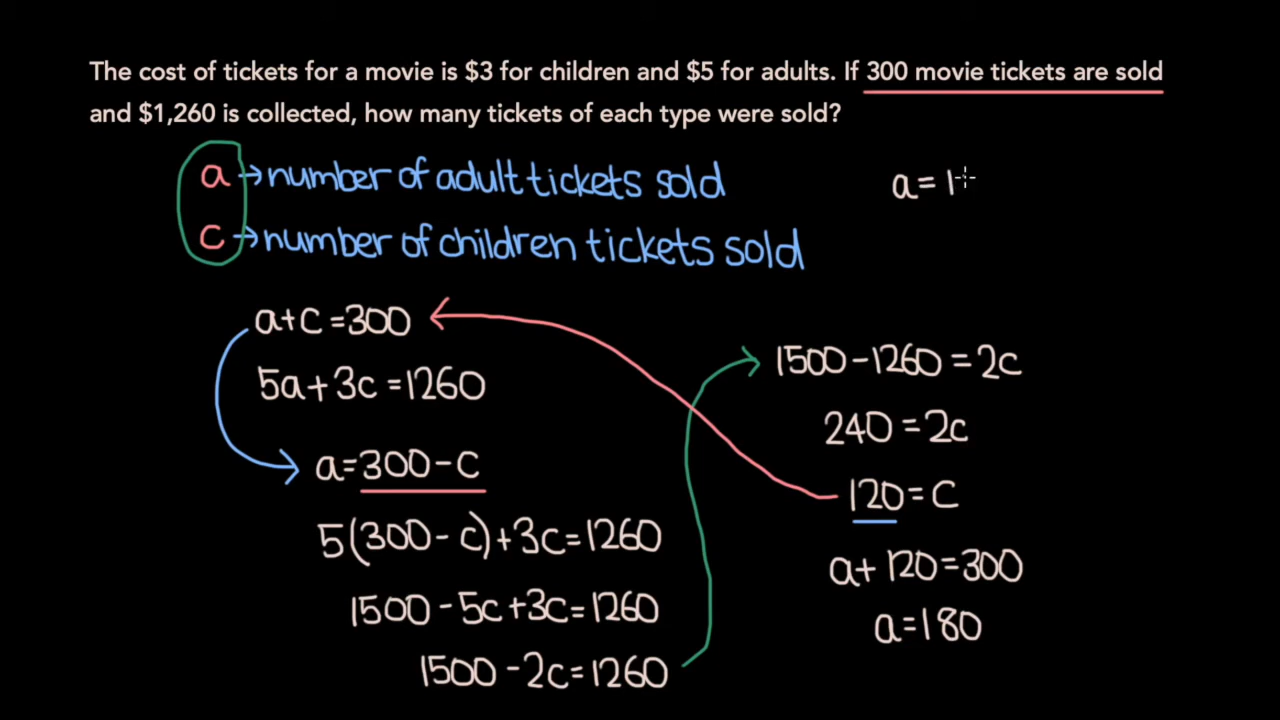 The cost of tickets for a movie is $3 for children and $5 for adults. If 300 movie tickets are sold
and $1,260 is collected, how many tickets of each type were sold?
a → number of adult tickets sold
c → number of children tickets sold
a = 1
a + c = 300
5a + 3c = 1260
a = 300 - c
5(300 - c) + 3c = 1260
1500 - 5c + 3c = 1260
1500 - 2c = 1260
1500 - 1260 = 2c
240 = 2c
120 = c
a + 120 = 300
a = 180